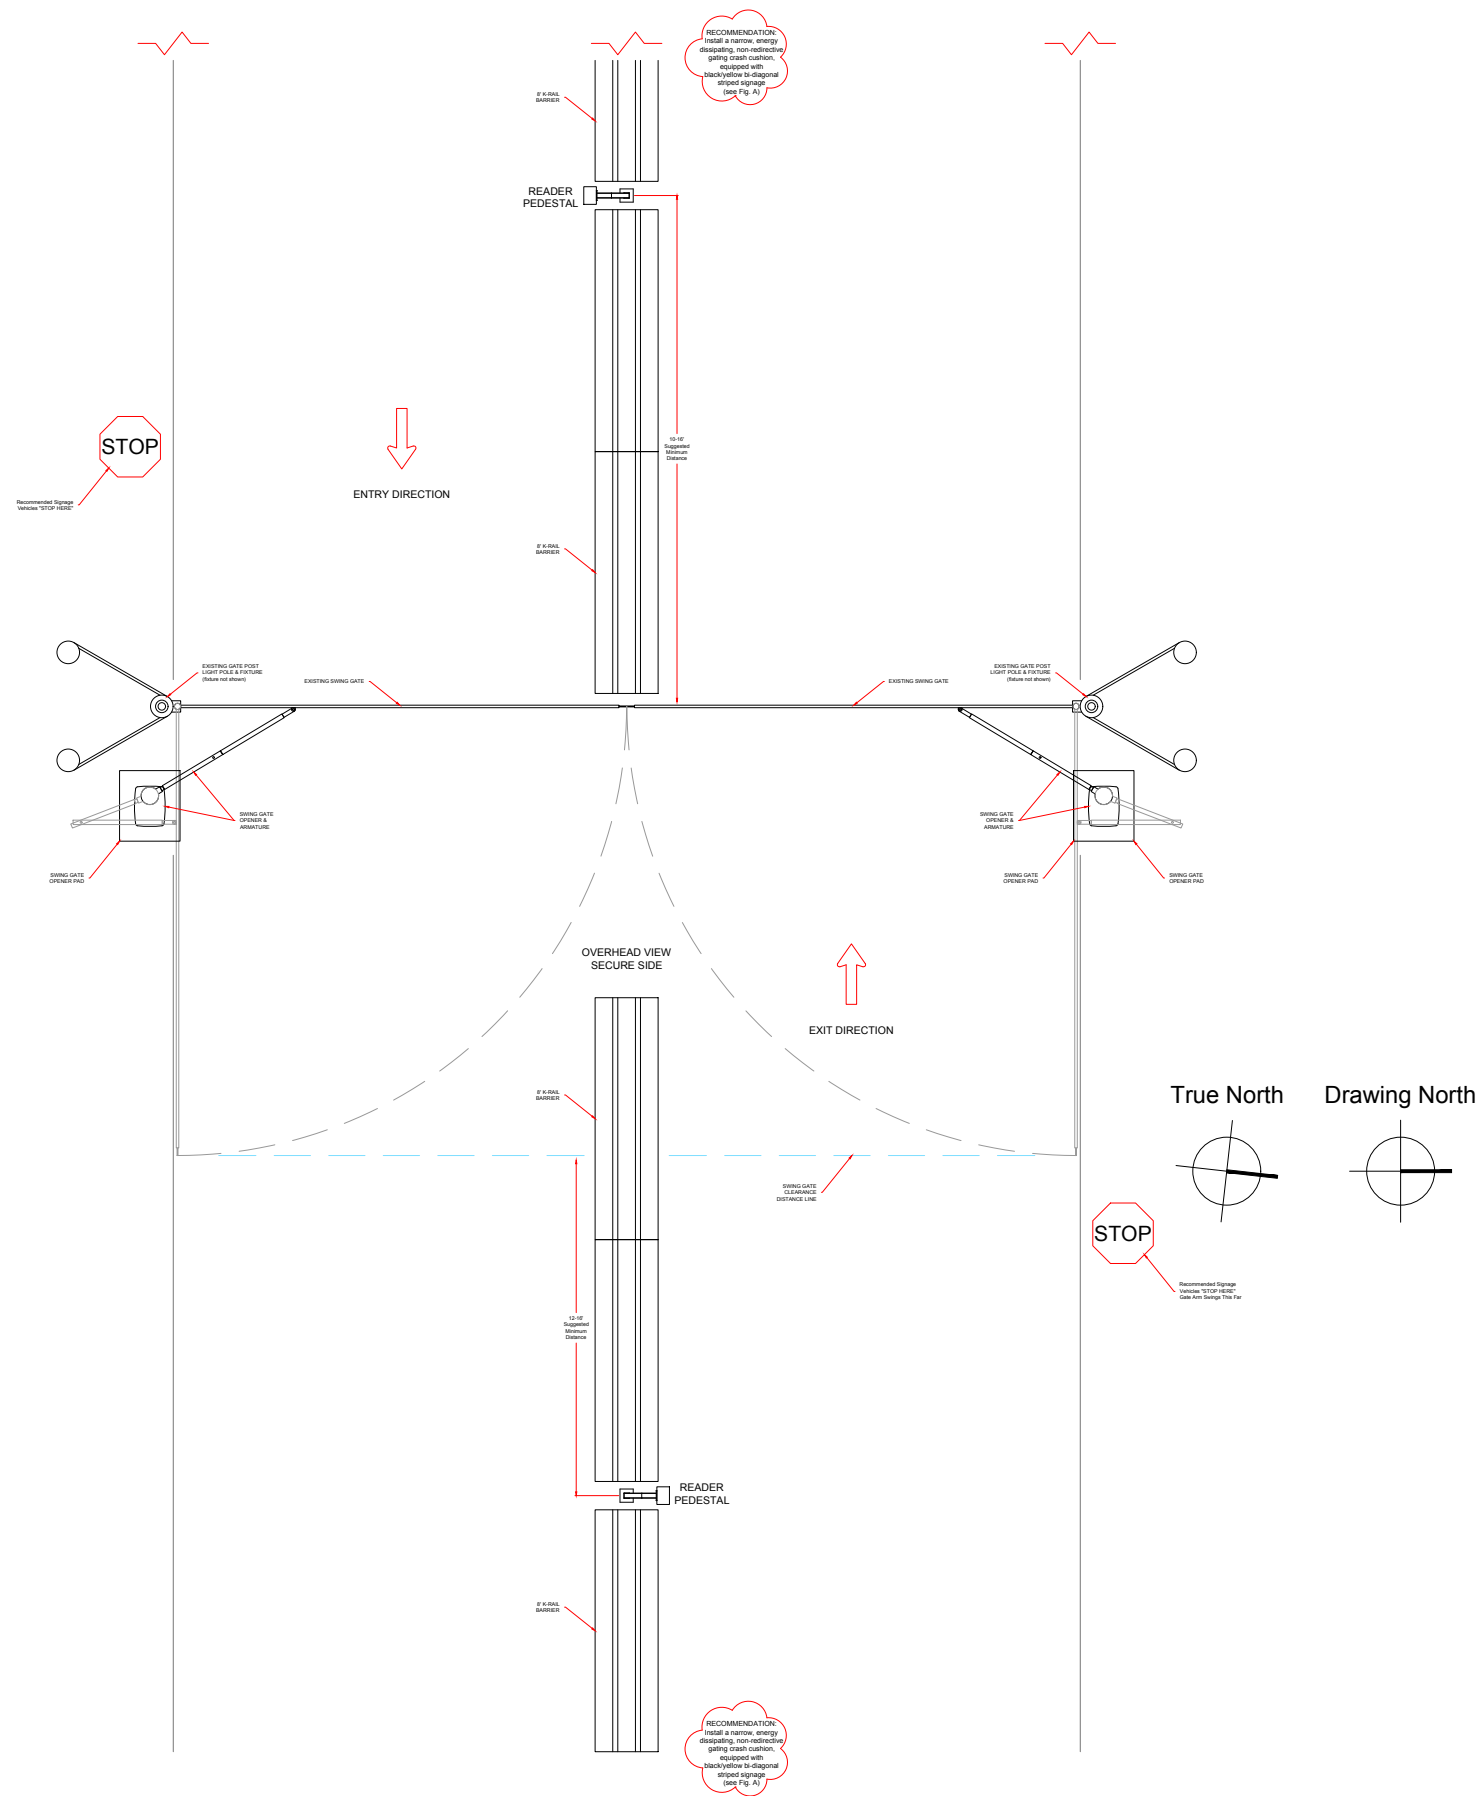 RECOMMENDATION:
Install a narrow, energy
dissipating, non-redirective
gating crash cushion,
equipped with
black/yellow bi-diagonal
striped signage
(see Fig. A)
8' K-RAIL
BARRIER
READER
PEDESTAL
STOP
Recommended Signage
Vehicles "STOP HERE"
ENTRY DIRECTION
10-16'
Suggested
Minimum
Distance
8' K-RAIL
BARRIER
EXISTING GATE POST
LIGHT POLE & FIXTURE
(fixture not shown)
EXISTING SWING GATE
EXISTING SWING GATE
EXISTING GATE POST
LIGHT POLE & FIXTURE
(fixture not shown)
SWING GATE
OPENER &
ARMATURE
SWING GATE
OPENER &
ARMATURE
SWING GATE
OPENER PAD
SWING GATE
OPENER PAD
SWING GATE
OPENER PAD
OVERHEAD VIEW
SECURE SIDE
EXIT DIRECTION
8' K-RAIL
BARRIER
True North
Drawing North
SWING GATE
CLEARANCE
DISTANCE LINE
STOP
Recommended Signage
Vehicles "STOP HERE"
Gate Arm Swings This Far
12-16'
Suggested
Minimum
Distance
READER
PEDESTAL
8' K-RAIL
BARRIER
RECOMMENDATION:
Install a narrow, energy
dissipating, non-redirective
gating crash cushion,
equipped with
black/yellow bi-diagonal
striped signage
(see Fig. A)